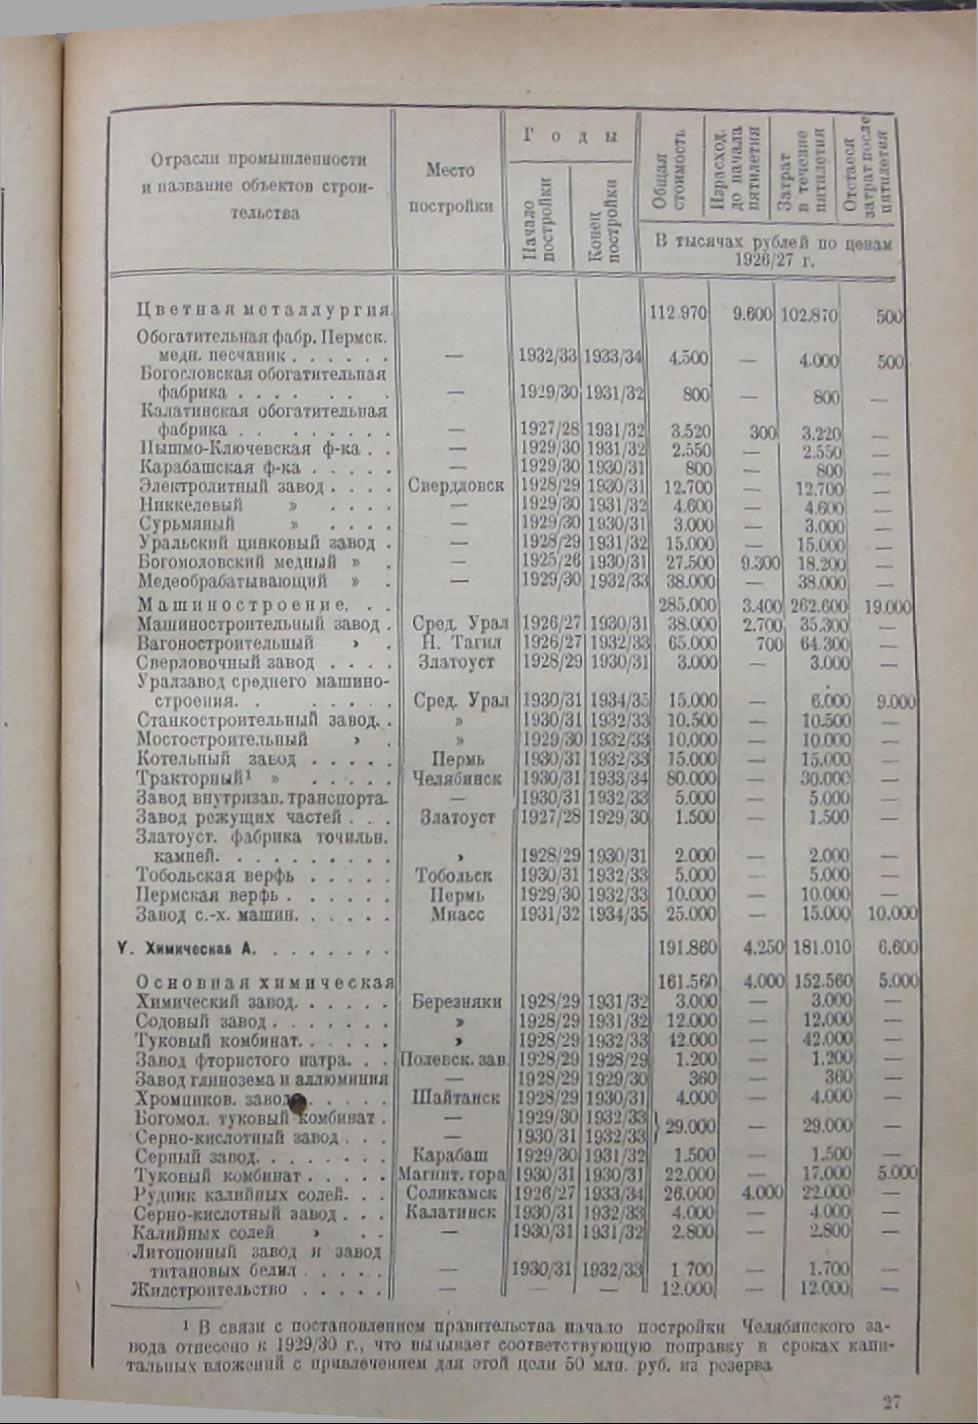 Отрасли промышленности
и название объектов строи-
тельства
Место
постройки
Годы
Начало
постройки
Конец
постройки
Общая
стоимость
Израсход.
до начала
пятилетия
Затрат
в течение
пятилетия
Отстаеся
затрат после
пятилетия
В тысячах рублей по ценам
1926/27 г.
Цветная металлургия. 112.970 9.600 102.870 500
Обогатительная фабр. Пермск.
медн. песчаник . . . . . . — 1932/33 1933/34 4.500 — 4.000 500
Богословская обогатительная
фабрика . . . . . . . . — 1929/30 1931/32 800 — 800 —
Калатинская обогатительная
фабрика . . . . . . . . — 1927/28 1931/32 3.520 300 3.220 —
Пышмо-Ключевская ф-ка . . — 1929/30 1931/32 2.550 — 2.550 —
Карабашская ф-ка . . . . . — 1929/30 1930/31 800 — 800 —
Электролитный завод . . . . Свердловск 1928/29 1930/31 12.700 — 12.700 —
Никкелевый » . . . . — 1929/30 1931/32 4.600 — 4.600 —
Сурьмяный » . . . . — 1929/30 1930/31 3.000 — 3.000 —
Уральский цинковый завод . — 1928/29 1931/32 15.000 — 15.000 —
Богомоловский медный » . — 1925/26 1930/31 27.500 9.300 18.200 —
Медеобрабатывающий » . — 1929/30 1932/33 38.000 — 38.000 —
Машиностроение. . . 285.000 3.400 262.600 19.000
Машиностроительный завод . Сред. Урал 1926/27 1930/31 38.000 2.700 35.300 —
Вагоностроительный » . Н. Тагил 1926/27 1932/33 65.000 700 64.300 —
Сверловочный завод . . . . Златоуст 1928/29 1930/31 3.000 — 3.000 —
Уралзавод среднего машино-
строения. . . . . . . Сред. Урал 1930/31 1934/35 15.000 — 6.000 9.000
Станкостроительный завод. . » 1930/31 1932/33 10.500 — 10.500 —
Мостостроительный » . » 1929/30 1932/33 10.000 — 10.000 —
Котельный завод . . . . . Пермь 1930/31 1932/33 15.000 — 15.000 —
Тракторный¹ » . . . . . Челябинск 1930/31 1933/34 80.000 — 30.000 —
Завод внутризав. транспорта. — 1930/31 1932/33 5.000 — 5.000 —
Завод режущих частей . . . Златоуст 1927/28 1929/30 1.500 — 1.500 —
Златоуст. фабрика точильн.
камней. . . . . . . . . . » 1928/29 1930/31 2.000 — 2.000 —
Тобольская верфь . . . . . Тобольск 1930/31 1932/33 5.000 — 5.000 —
Пермская верфь . . . . . . Пермь 1929/30 1932/33 10.000 — 10.000 —
Завод с.-х. машин. . . . . . Миасс 1931/32 1934/35 25.000 — 15.000 10.000
V. Химическая А. . . . . . . . 191.860 4.250 181.010 6.600
Основная химическая 161.560 4.000 152.560 5.000
Химический завод. . . . . . Березняки 1928/29 1931/32 3.000 — 3.000 —
Содовый завод . . . . . . . » 1928/29 1931/32 12.000 — 12.000 —
Туковый комбинат. . . . . . » 1928/29 1932/33 42.000 — 42.000 —
Завод фтористого натра. . . Полевск. зав. 1928/29 1928/29 1.200 — 1.200 —
Завод глинозема и аллюминия — 1928/29 1929/30 360 — 360 —
Хромпиков. завод . . . . . Шайтанск 1928/29 1930/31 4.000 — 4.000 —
Богомол. туковый комбинат . — 1929/30 1932/33 } 29.000 — 29.000 —
Серно-кислотный завод . . . — 1930/31 1932/33
Серный завод. . . . . . . . Карабаш 1929/30 1931/32 1.500 — 1.500 —
Туковый комбинат . . . . . Магнит. гора 1930/31 1930/31 22.000 — 17.000 5.000
Рудник калийных солей. . . Соликамск 1926/27 1933/34 26.000 4.000 22.000 —
Серно-кислотный завод . . . Калатинск 1930/31 1932/33 4.000 — 4.000 —
Калийных солей » . . — 1930/31 1931/32 2.800 — 2.800 —
Литопонный завод и завод
титановых белил . . . . . — 1930/31 1932/33 1 700 — 1.700 —
Жилстроительство . . . . . — — — 12.000 — 12.000 —
¹ В связи с постановлением правительства начало постройки Челябинского за-
вода отнесено к 1929/30 г., что вызывает соответствующую поправку в сроках капи-
тальных вложений с привлечением для этой цели 50 млн. руб. из резерва
27